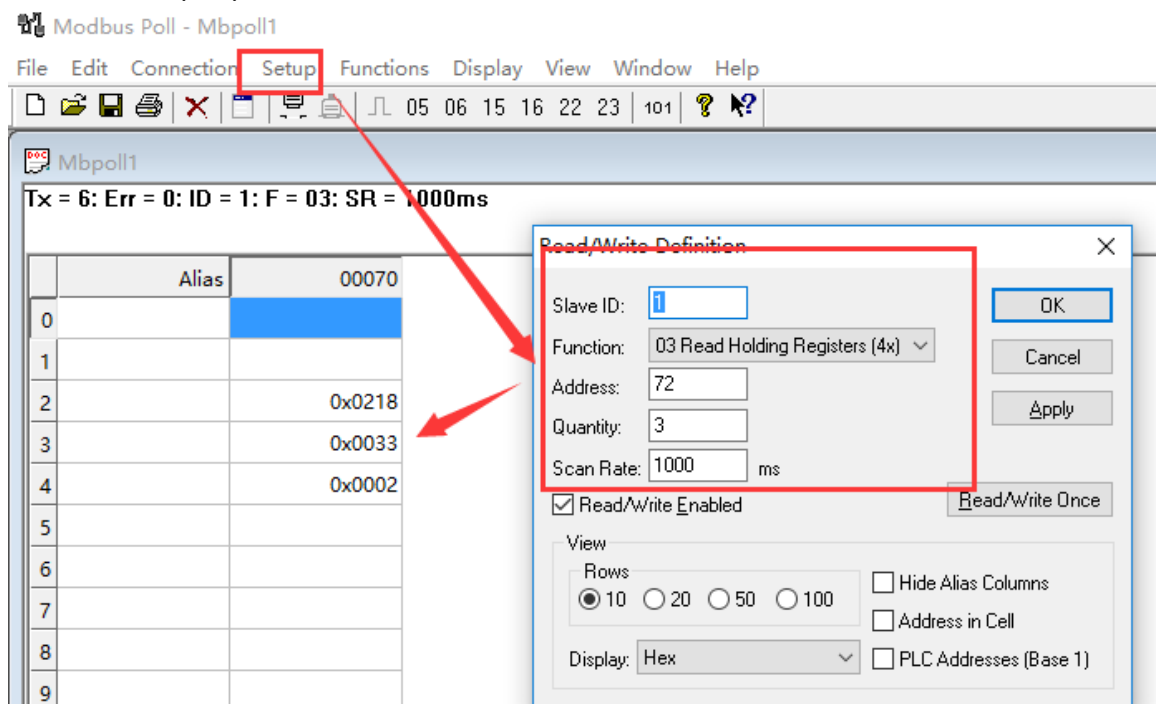 Modbus Poll - Mbpoll1
File Edit Connection Setup Functions Display View Window Help
05 06 15 16 22 23 101
Mbpoll1
Tx = 6: Err = 0: ID = 1: F = 03: SR = 1000ms
Alias 00070
0
1
2 0x0218
3 0x0033
4 0x0002
5
6
7
8
9
Read/Write Definition
Slave ID: 1
OK
Function: 03 Read Holding Registers (4x)
Cancel
Address: 72
Apply
Quantity: 3
Scan Rate: 1000 ms
Read/Write Enabled
Read/Write Once
View
Rows
10 20 50 100
Hide Alias Columns
Address in Cell
Display: Hex
PLC Addresses (Base 1)